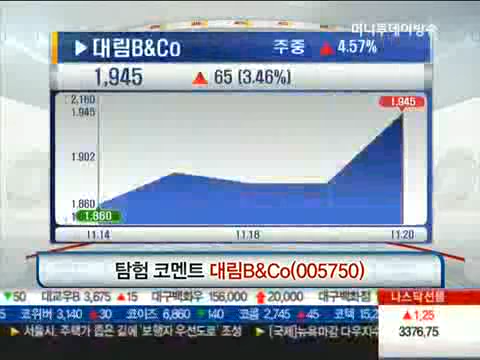 머니투데이방송
▶ 대림B&Co 주중 ▲ 4.57%
1,945 ▲ 65 (3.46%)
2,160
1,945
1,945
1,902
1,860
1,860
11.14 11.18 11.20
탐험 코멘트 대림B&Co(005750)
▼50 대교우B 3,675 ▲15 대구백화우 156,000 ▲20,000 대구백화점 나스닥선물
코위버 3,140 ▲30 코이즈 6,860 ▼140 코콤 2,565 ▲1,25
▶ 서울시, 주택가 좁은 길에 '보행자 우선도로' 조성 ▶ [국제]뉴욕마감 다우지수 3376,75